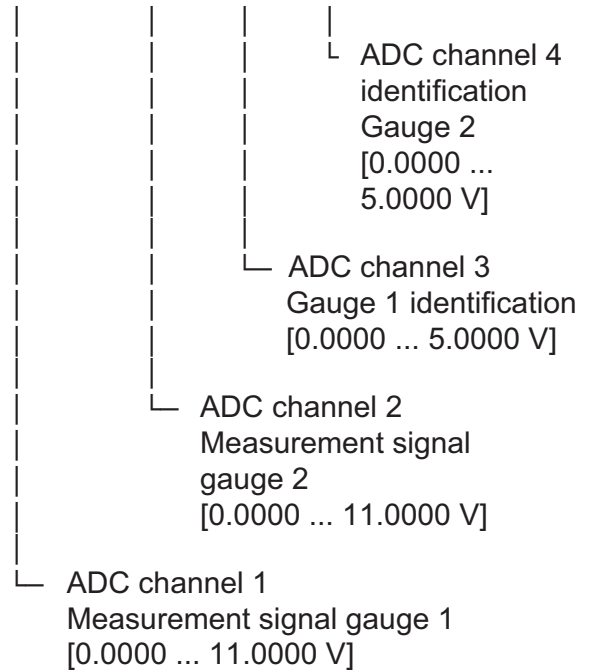 ADC channel 4
identification
Gauge 2
[0.0000 ...
5.0000 V]
ADC channel 3
Gauge 1 identification
[0.0000 ... 5.0000 V]
ADC channel 2
Measurement signal
gauge 2
[0.0000 ... 11.0000 V]
ADC channel 1
Measurement signal gauge 1
[0.0000 ... 11.0000 V]